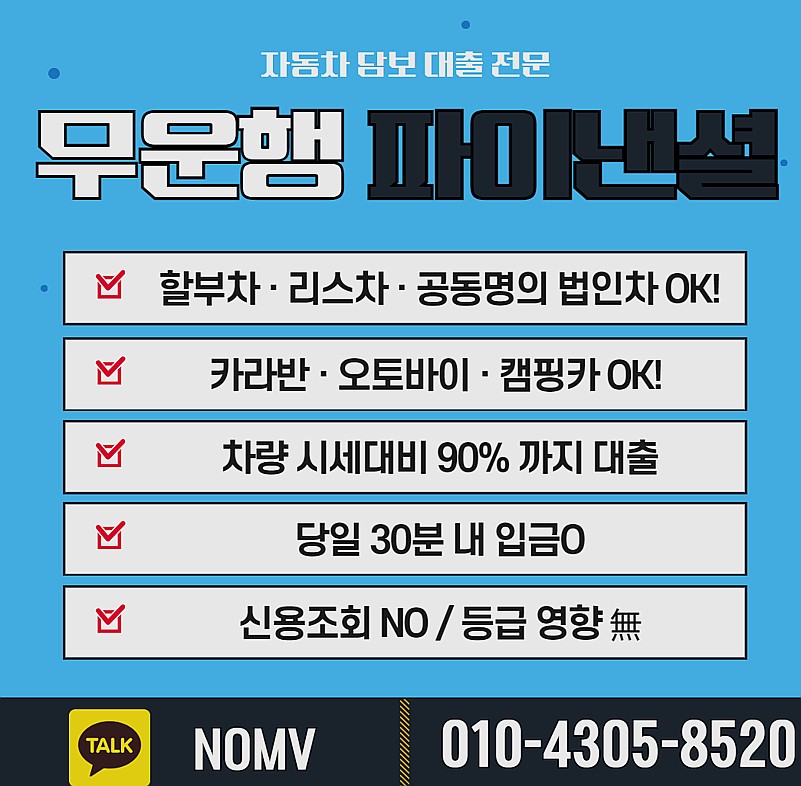 자동차 담보 대출 전문
무운행 파이낸셜
할부차 · 리스차 · 공동명의 법인차 OK!
카라반 · 오토바이 · 캠핑카 OK!
차량 시세대비 90% 까지 대출
당일 30분 내 입금O
신용조회 NO / 등급 영향 無
TALK NOMV 010-4305-8520